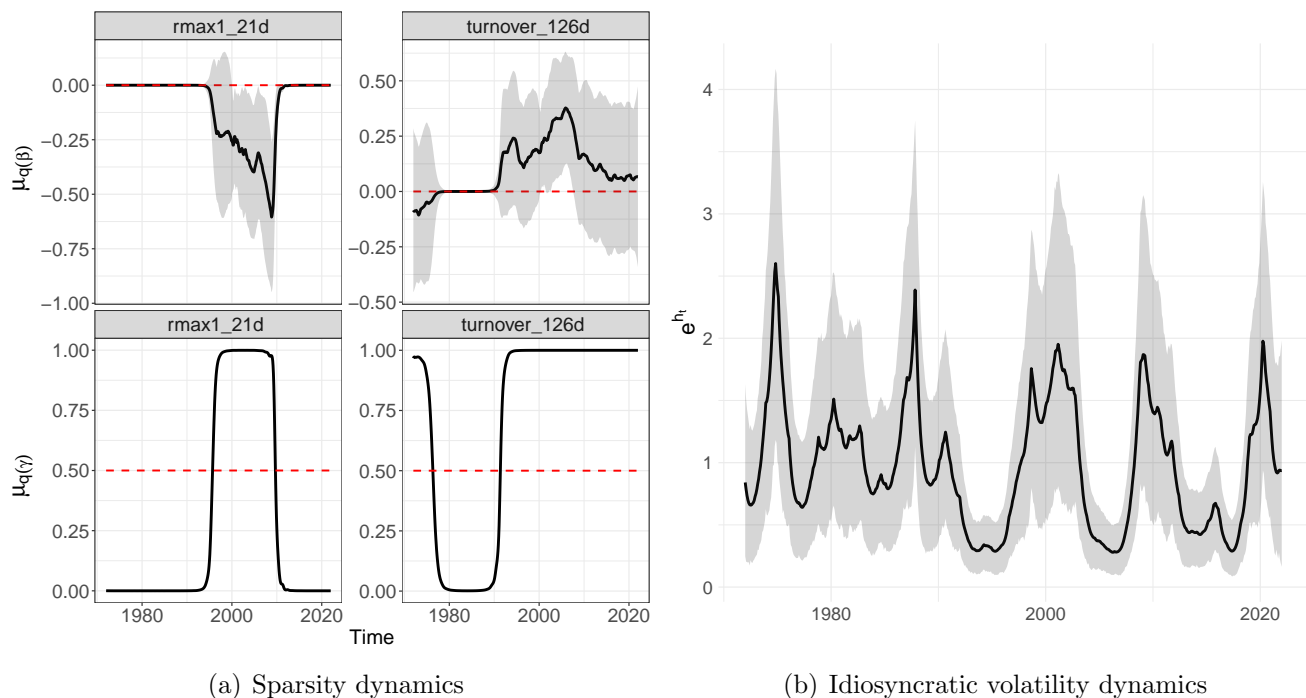 rmax1_21d
turnover_126d
0.00
−0.25
−0.50
−0.75
−1.00
μq(β)
0.50
0.25
0.00
−0.25
−0.50
rmax1_21d
turnover_126d
1.00
0.75
0.50
0.25
0.00
μq(γ)
1.00
0.75
0.50
0.25
0.00
1980 2000 2020
1980 2000 2020
Time
4
3
2
1
0
e^{h_t}
1980 2000 2020
(a) Sparsity dynamics
(b) Idiosyncratic volatility dynamics